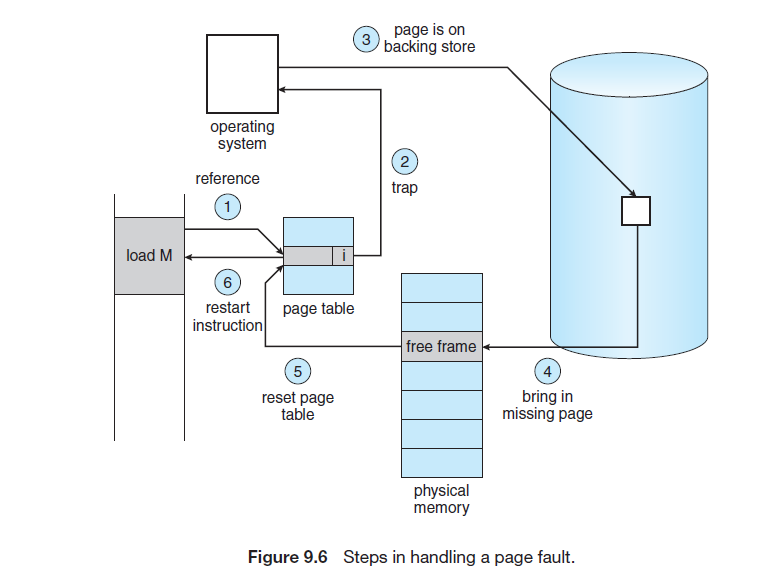 3
page is on
backing store
operating
system
2
trap
reference
1
load M
i
6
restart
instruction
page table
free frame
5
reset page
table
4
bring in
missing page
physical
memory
Figure 9.6 Steps in handling a page fault.